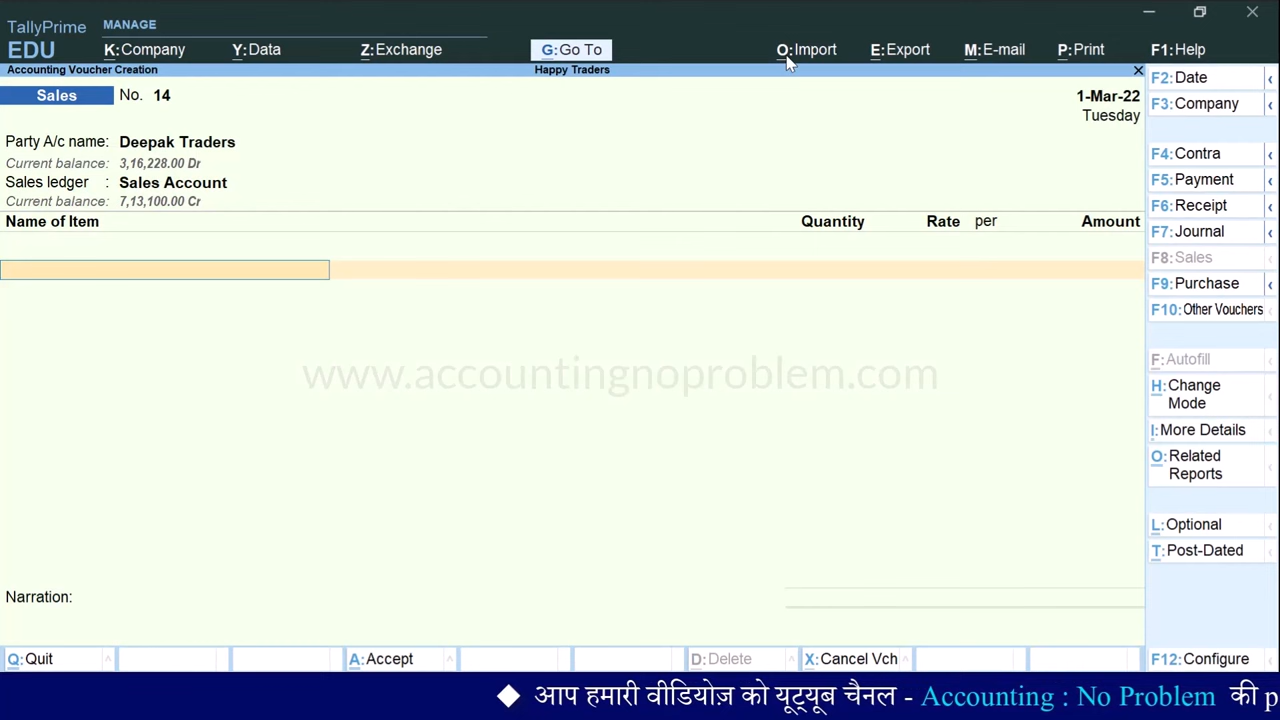 TallyPrime MANAGE
EDU K:Company Y:Data Z:Exchange G:Go To O:Import E:Export M:E-mail P:Print F1:Help
Accounting Voucher Creation Happy Traders
Sales No. 14 1-Mar-22
Tuesday
Party A/c name: Deepak Traders
Current balance: 3,16,228.00 Dr
Sales ledger : Sales Account
Current balance: 7,13,100.00 Cr
Name of Item Quantity Rate per Amount
www.accountingnoproblem.com
Narration:
F2:Date
F3:Company
F4:Contra
F5:Payment
F6:Receipt
F7:Journal
F8:Sales
F9:Purchase
F10:Other Vouchers
F:Autofill
H:Change
Mode
I:More Details
O:Related
Reports
L:Optional
T:Post-Dated
Q:Quit A:Accept D:Delete X:Cancel Vch F12:Configure
◆ आप हमारी वीडियोज़ को यूट्यूब चैनल - Accounting : No Problem की p